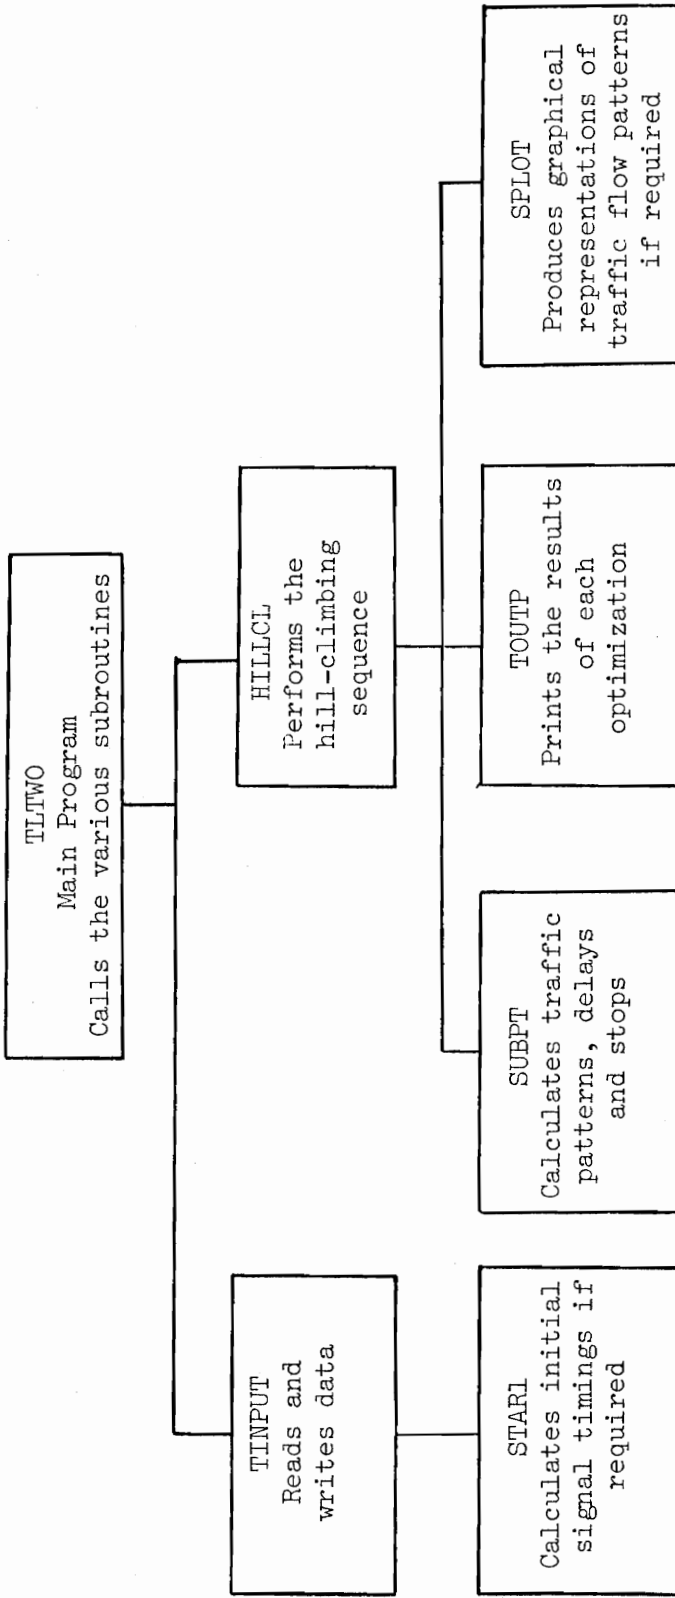 TLTWO
Main Program
Calls the various subroutines
TINPUT
Reads and
writes data
HILLCL
Performs the
hill-climbing
sequence
STAR1
Calculates initial
signal timings if
required
SUBPT
Calculates traffic
patterns, delays
and stops
TOUTP
Prints the results
of each
optimization
SPLOT
Produces graphical
representations of
traffic flow patterns
if required